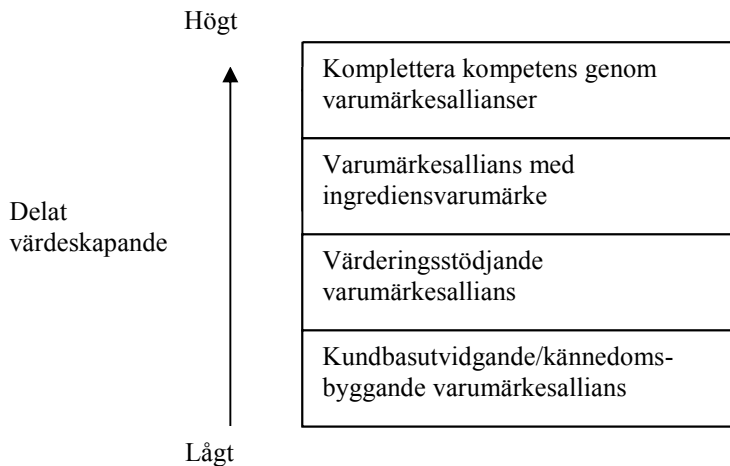 Högt
Komplettera kompetens genom
varumärkesallianser
Varumärkesallians med
ingrediensvarumärke
Delat
värdeskapande
Värderingsstödjande
varumärkesallians
Kundbasutvidgande/kännedoms-
byggande varumärkesallians
Lågt